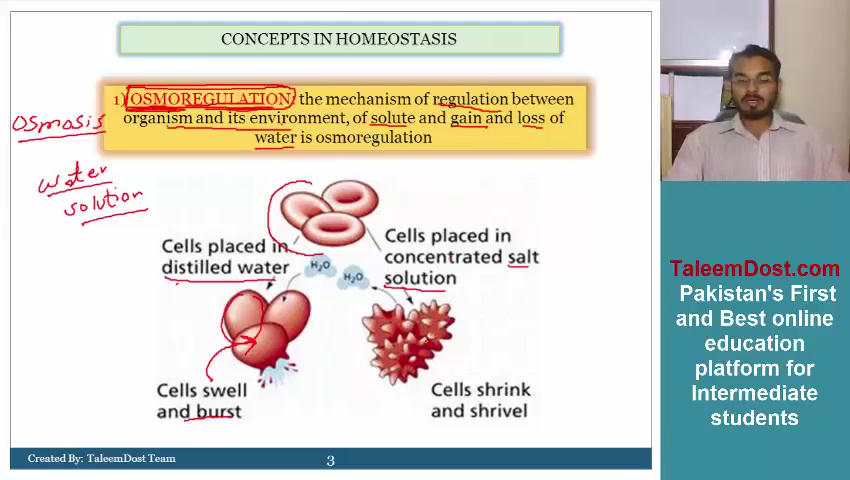 CONCEPTS IN HOMEOSTASIS
1) OSMOREGULATION: the mechanism of regulation between
organism and its environment, of solute and gain and loss of
water is osmoregulation
osmosis
water
solution
Cells placed in
distilled water
H₂O
H₂O
Cells placed in
concentrated salt
solution
Cells swell
and burst
Cells shrink
and shrivel
Created By: TaleemDost Team
3
TaleemDost.com
Pakistan's First
and Best online
education
platform for
Intermediate
students